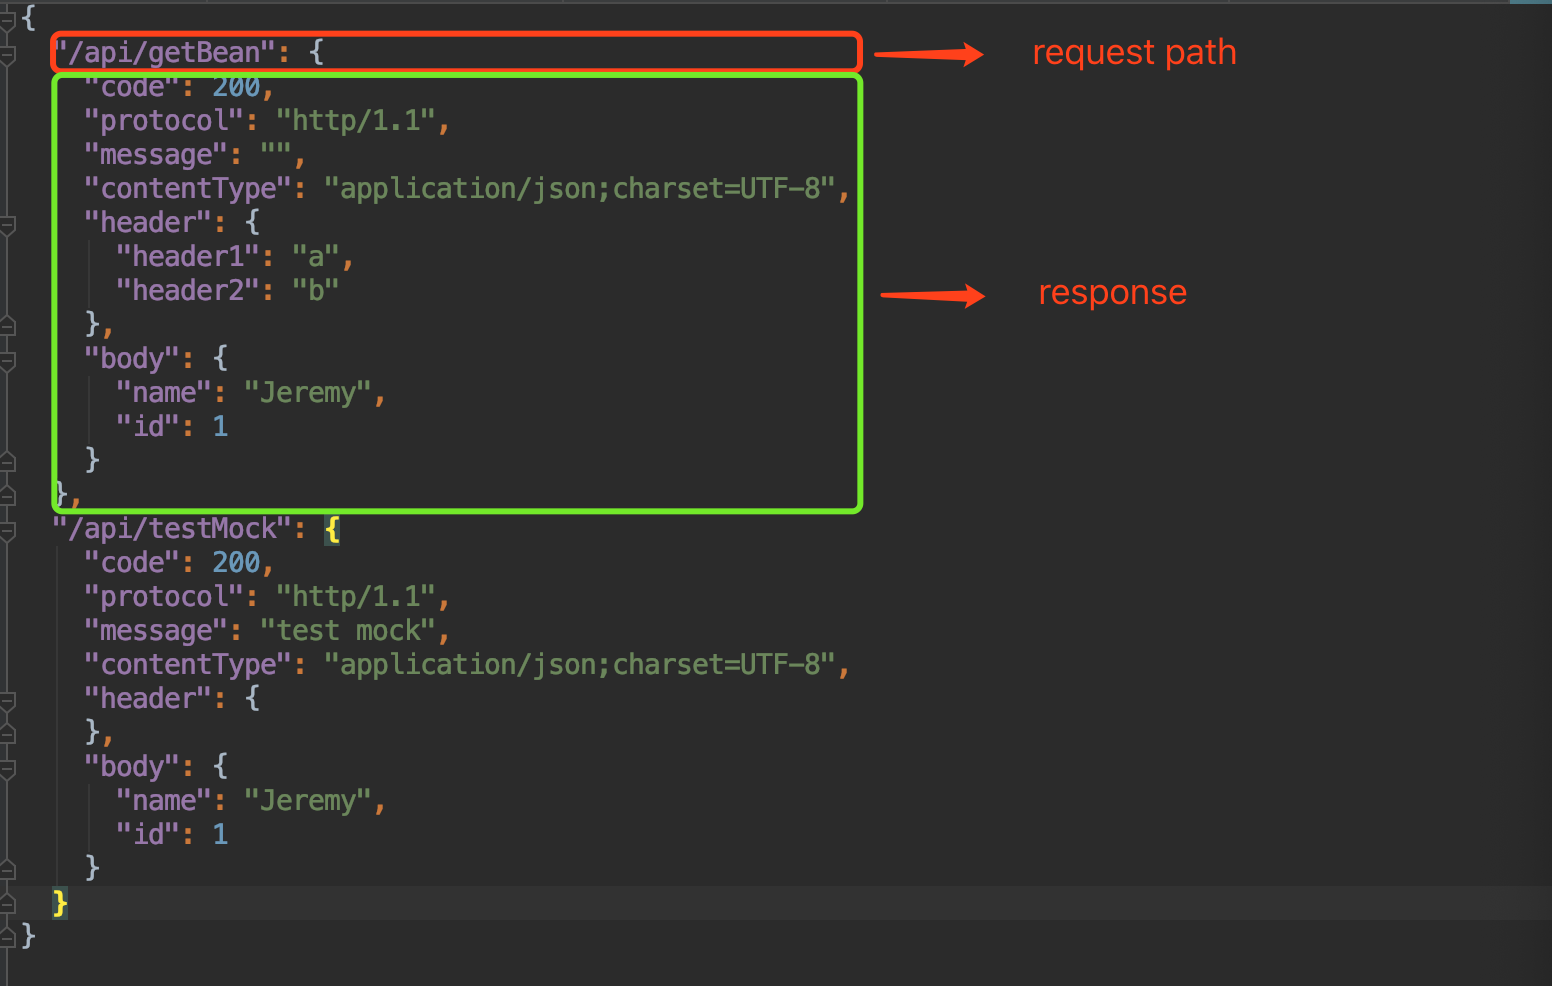 {
"/api/getBean": {
request path
"code": 200,
"protocol": "http/1.1",
"message": "",
"contentType": "application/json;charset=UTF-8",
"header": {
"header1": "a",
"header2": "b"
response
},
"body": {
"name": "Jeremy",
"id": 1
}
},
"/api/testMock": {
"code": 200,
"protocol": "http/1.1",
"message": "test mock",
"contentType": "application/json;charset=UTF-8",
"header": {
},
"body": {
"name": "Jeremy",
"id": 1
}
}
}